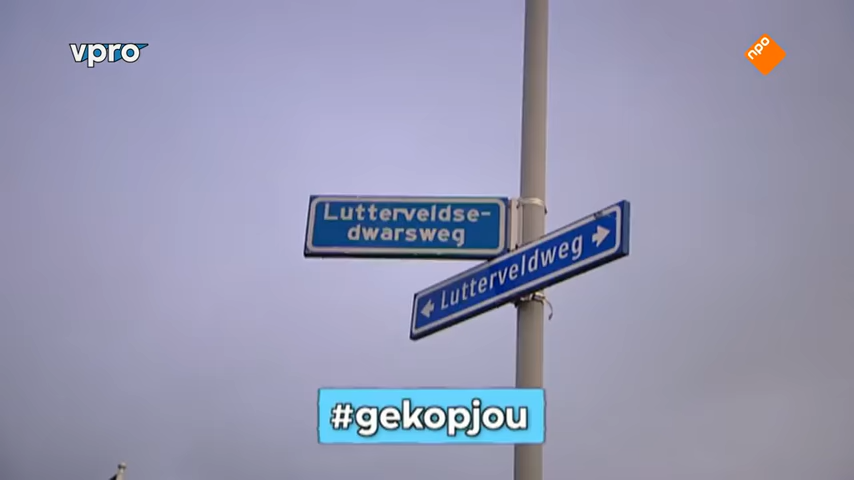 vpro
npo
Lutterveldse-
dwarsweg
Lutterveldweg
#gekopjou